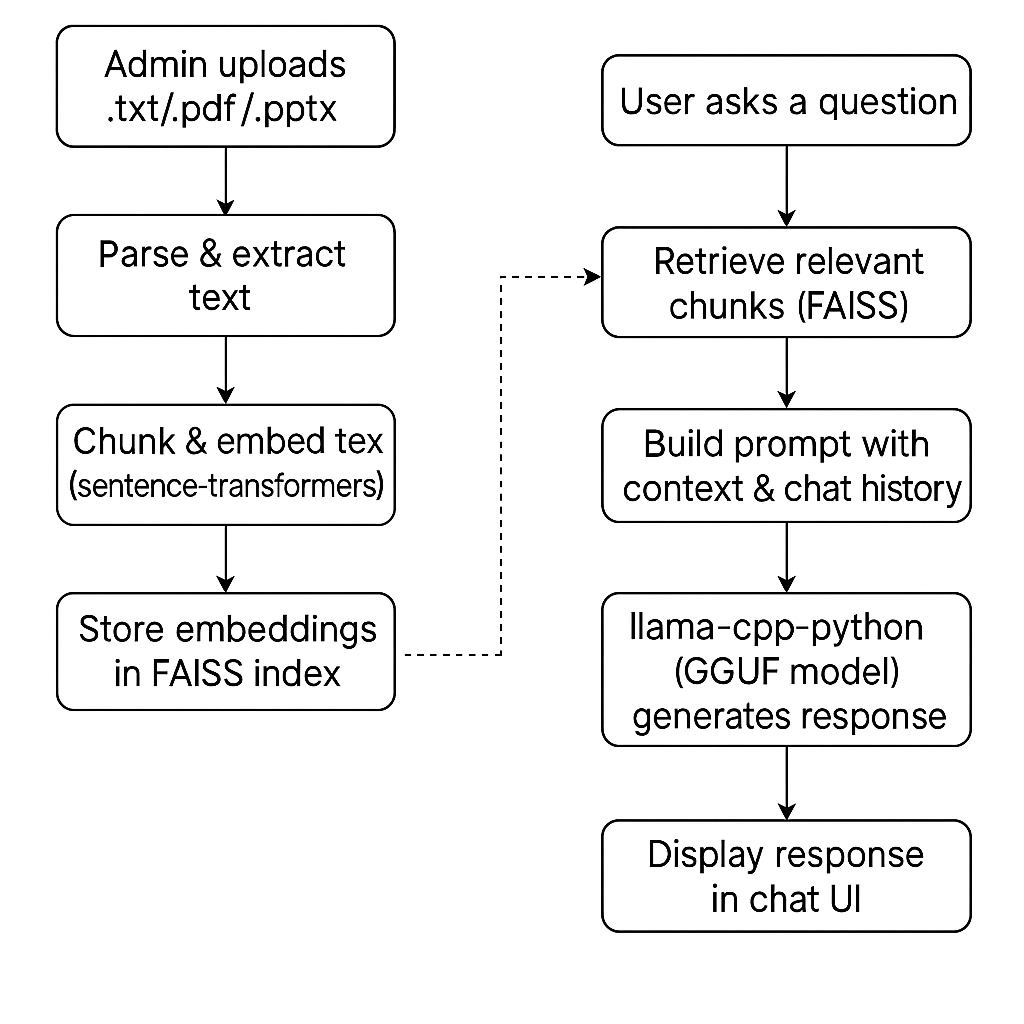 Admin uploads
.txt/.pdf/.pptx
Parse & extract
text
Chunk & embed tex
(sentence-transformers)
Store embeddings
in FAISS index
User asks a question
Retrieve relevant
chunks (FAISS)
Build prompt with
context & chat history
llama-cpp-python
(GGUF model)
generates response
Display response
in chat UI